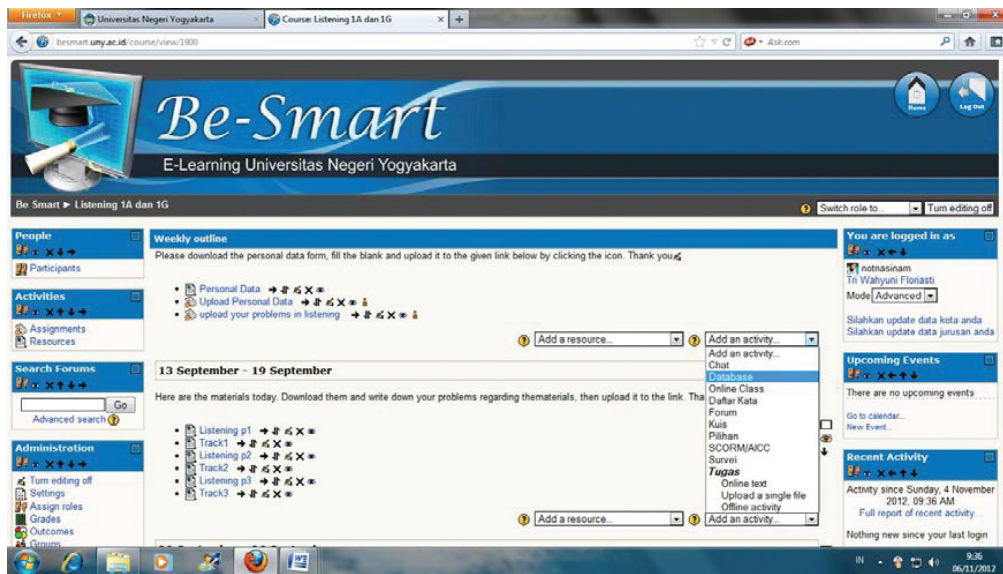 Firefox
Universitas Negeri Yogyakarta
Course: Listening 1A dan 1G
besmart.uny.ac.id/course/view/1900
Ask.com
Be-Smart
E-Learning Universitas Negeri Yogyakarta
Home
Log Out
Be Smart ► Listening 1A dan 1G
Switch role to...
Turn editing off
People
Participants
Activities
Assignments
Resources
Search Forums
Go
Advanced search
Administration
Turn editing off
Settings
Assign roles
Grades
Outcomes
Groups
Weekly outline
Please download the personal data form, fill the blank and upload it to the given link below by clicking the icon. Thank you
Personal Data
Upload Personal Data
upload your problems in listening
Add a resource...
Add an activity...
Add an activity...
Chat
Database
Online Class
Daftar Kata
Forum
Kuis
Pilihan
SCORM/AICC
Survei
Tugas
Online text
Upload a single file
Offline activity
13 September - 19 September
Here are the materials today. Download them and write down your problems regarding thematerials, then upload it to the link. Tha
Listening p1
Track1
Listening p2
Track2
Listening p3
Track3
Add a resource...
Add an activity...
You are logged in as
notnasinam
Tri Wahyuni Floriasti
Mode Advanced
Silahkan update data kota anda
Silahkan update data jurusan anda
Upcoming Events
There are no upcoming events
Go to calendar...
New Event...
Recent Activity
Activity since Sunday, 4 November
2012, 09:36 AM
Full report of recent activity...
Nothing new since your last login
IN
9:36
06/11/2012